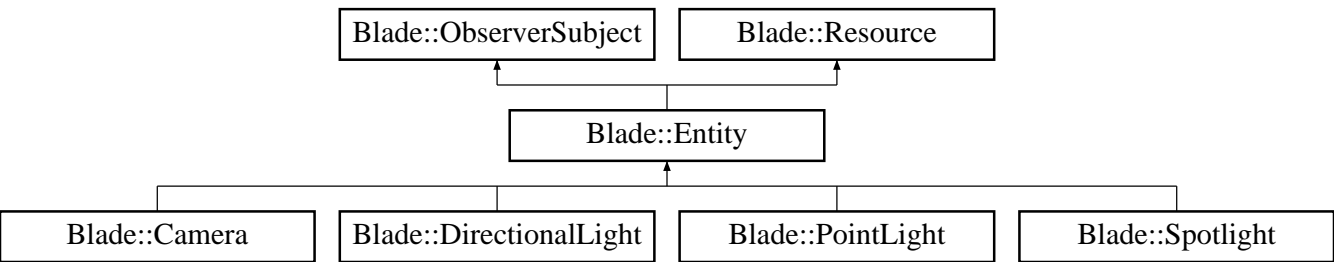 Blade::ObserverSubject
Blade::Resource
Blade::Entity
Blade::Camera
Blade::DirectionalLight
Blade::PointLight
Blade::Spotlight